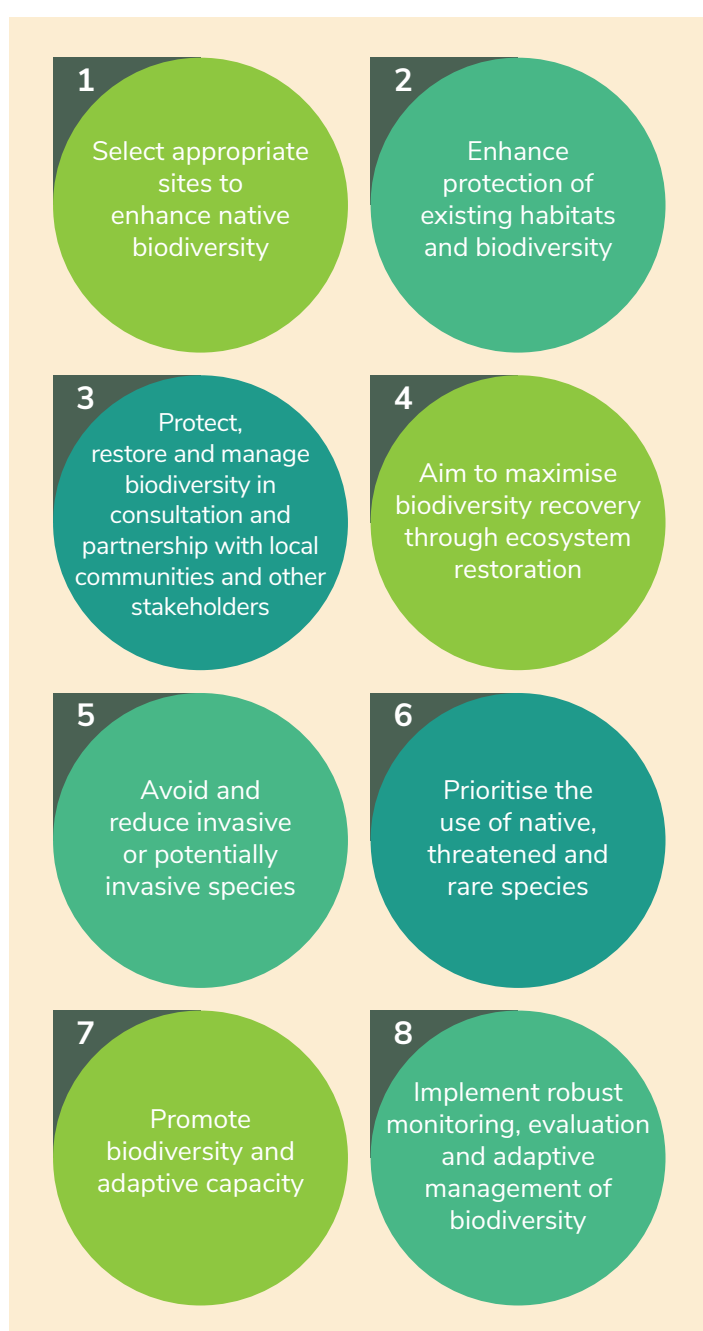 1
Select appropriate
sites to
enhance native
biodiversity
2
Enhance
protection of
existing habitats
and biodiversity
3
Protect,
restore and manage
biodiversity in
consultation and
partnership with local
communities and other
stakeholders
4
Aim to maximise
biodiversity recovery
through ecosystem
restoration
5
Avoid and
reduce invasive
or potentially
invasive species
6
Prioritise the
use of native,
threatened and
rare species
7
Promote
biodiversity and
adaptive capacity
8
Implement robust
monitoring, evaluation
and adaptive
management of
biodiversity